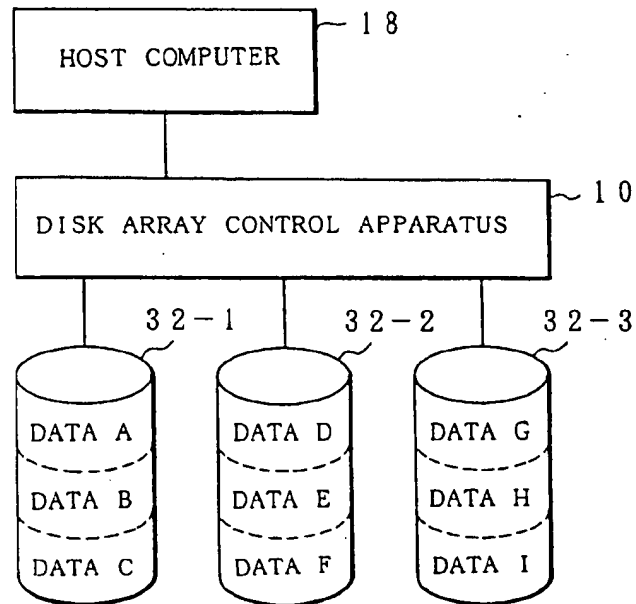 18
HOST COMPUTER
10
DISK ARRAY CONTROL APPARATUS
32-1 32-2 32-3
DATA A DATA D DATA G
DATA B DATA E DATA H
DATA C DATA F DATA I